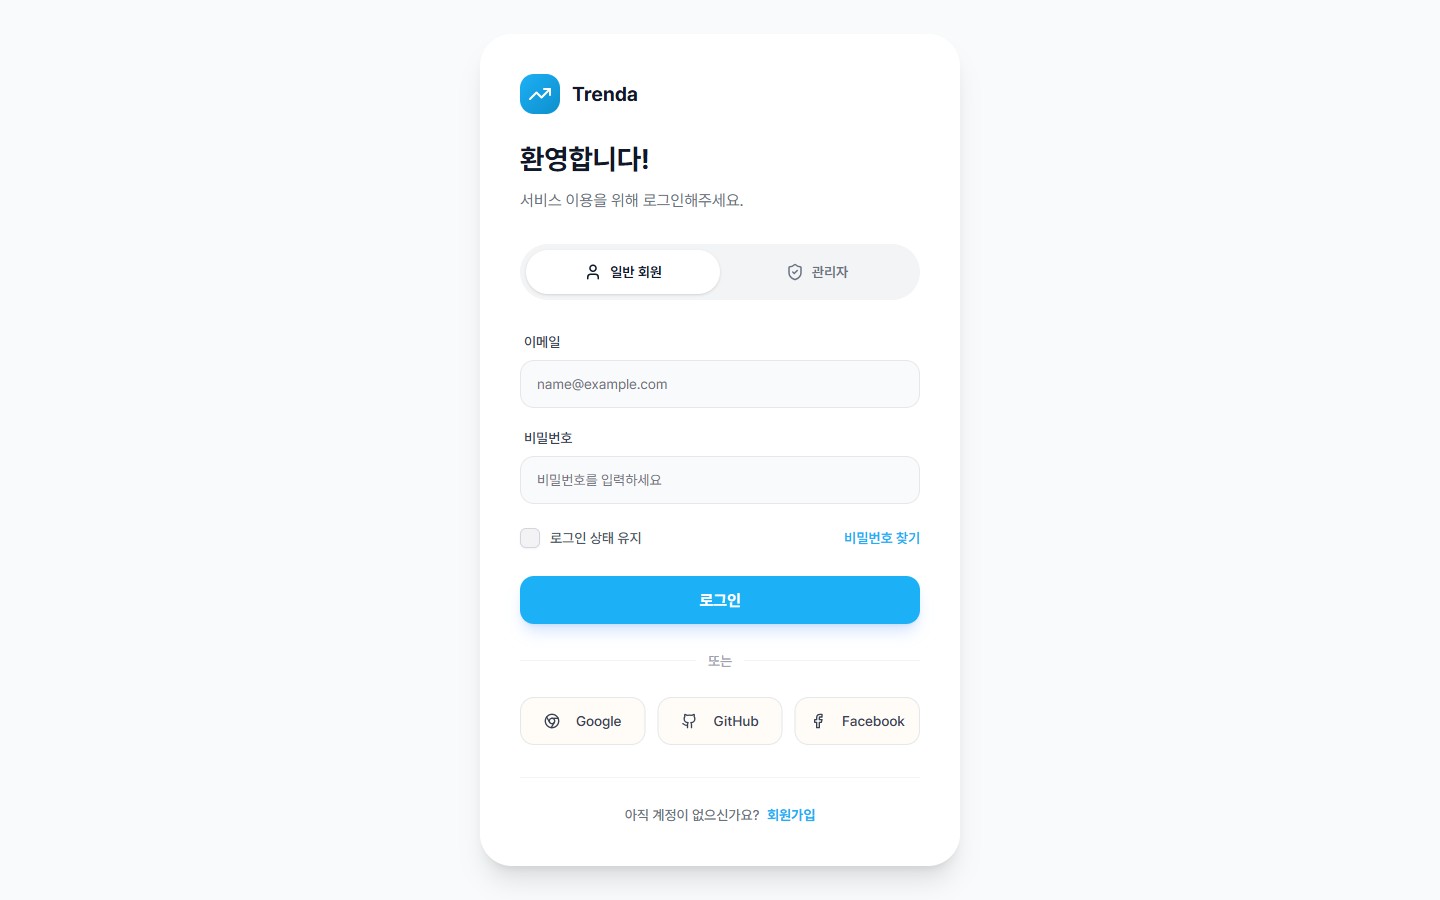 Trenda
환영합니다!
서비스 이용을 위해 로그인해주세요.
일반 회원 관리자
이메일
name@example.com
비밀번호
비밀번호를 입력하세요
로그인 상태 유지 비밀번호 찾기
로그인
또는
Google GitHub Facebook
아직 계정이 없으신가요? 회원가입